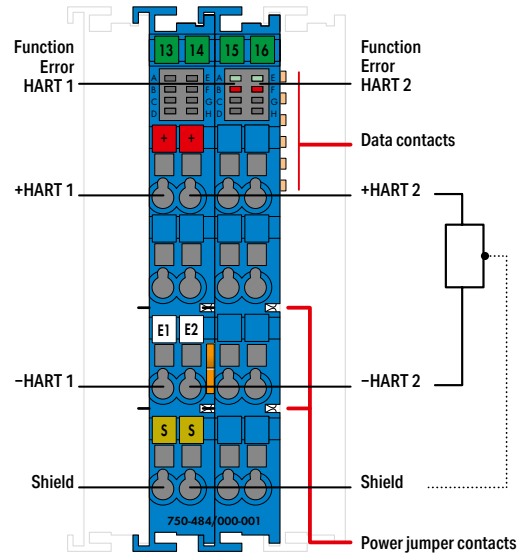 Function
Error
HART 1
13 14 15 16
Function
Error
HART 2
A E A E
B F B F
C G C G
D H D H
Data contacts
+ +
+HART 1
+HART 2
E1 E2
–HART 1
–HART 2
S S
Shield
Shield
750-484/000-001
Power jumper contacts